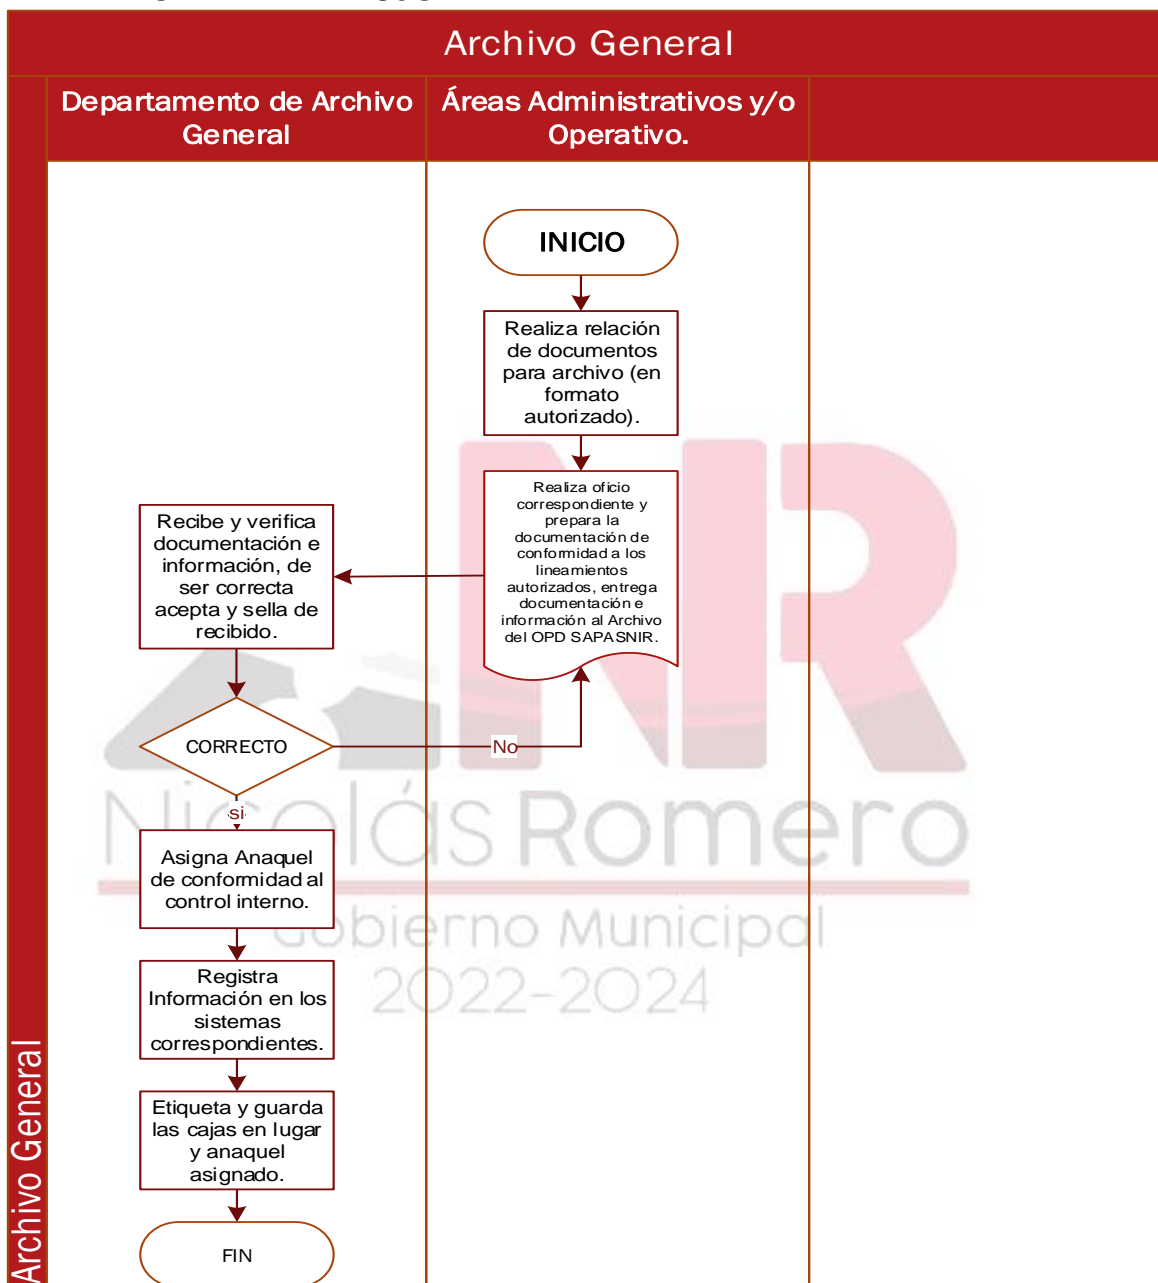 Archivo General
Departamento de Archivo
General
Áreas Administrativos y/o
Operativo.
INICIO
Realiza relación
de documentos
para archivo (en
formato
autorizado).
Realiza oficio
correspondiente y
prepara la
documentación de
conformidad a los
lineamientos
autorizados, entrega
documentación e
información al Archivo
del OPD SAPASNIR.
Recibe y verifica
documentación e
información, de
ser correcta
acepta y sella de
recibido.
CORRECTO
No
si
Asigna Anaquel
de conformidad al
control interno.
Registra
Información en los
sistemas
correspondientes.
Etiqueta y guarda
las cajas en lugar
y anaquel
asignado.
FIN
Archivo General
NR
Nicolás Romero
Gobierno Municipal
2022-2024